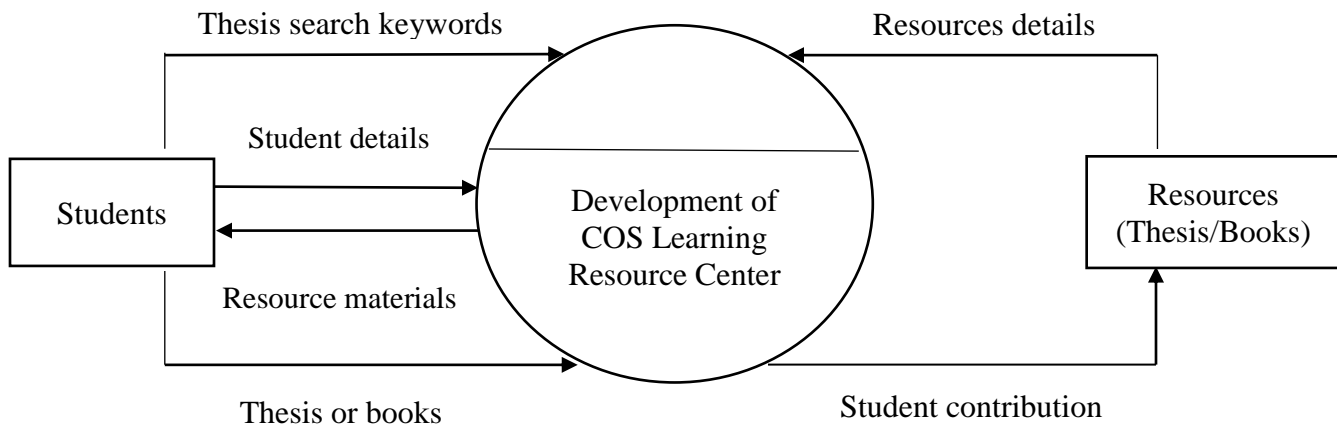 Thesis search keywords
Resources details
Student details
Students
Development of
COS Learning
Resource Center
Resources
(Thesis/Books)
Resource materials
Thesis or books
Student contribution